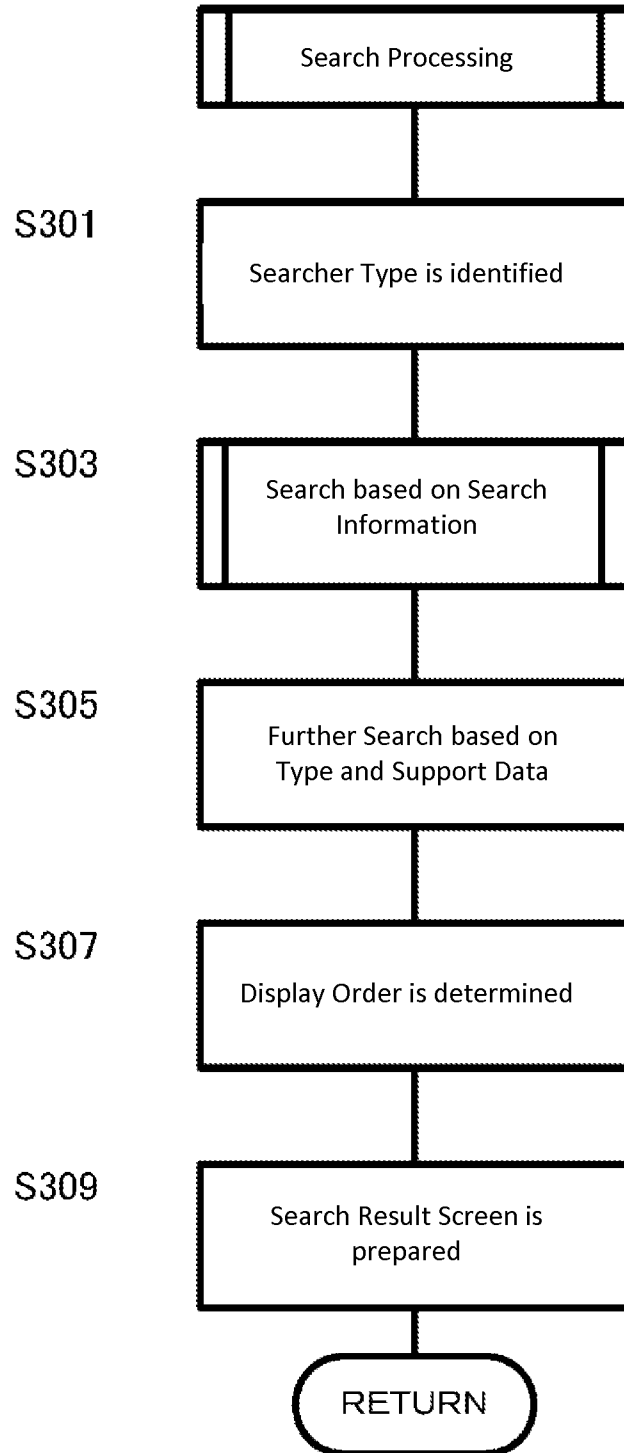 Search Processing
S301
Searcher Type is identified
S303
Search based on Search
Information
S305
Further Search based on
Type and Support Data
S307
Display Order is determined
S309
Search Result Screen is
prepared
RETURN